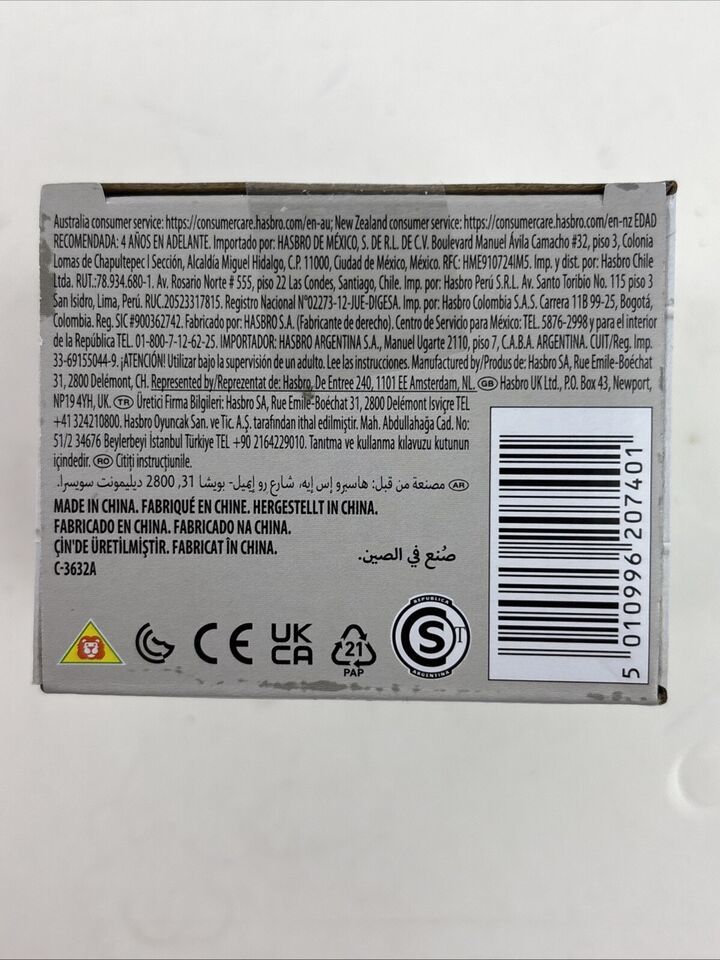 Australia consumer service: https://consumercare.hasbro.com/en-au; New Zealand consumer service: https://consumercare.hasbro.com/en-nz EDAD
RECOMENDADA: 4 AÑOS EN ADELANTE. Importado por: HASBRO DE MÉXICO, S. DE R.L. DE C.V. Boulevard Manuel Ávila Camacho #32, piso 3, Colonia
Lomas de Chapultepec I Sección, Alcaldía Miguel Hidalgo, C.P. 11000, Ciudad de México, México. RFC: HME910724IM5. Imp. y dist. por: Hasbro Chile
Ltda. RUT.:78.934.680-1. Av. Rosario Norte # 555, piso 22 Las Condes, Santiago, Chile. Imp. por: Hasbro Perú S.R.L. Av. Santo Toribio No. 115 piso 3
San Isidro, Lima, Perú. RUC.20523317815. Registro Nacional N°02273-12-JUE-DIGESA. Imp. por: Hasbro Colombia S.A.S. Carrera 11B 99-25, Bogotá,
Colombia. Reg. SIC #900362742. Fabricado por: HASBRO S.A. (Fabricante de derecho). Centro de Servicio para México: TEL. 5876-2998 y para el interior
de la República TEL. 01-800-7-12-62-25. IMPORTADOR: HASBRO ARGENTINA S.A., Manuel Ugarte 2110, piso 7, C.A.B.A. ARGENTINA. CUIT/Reg. Imp.
33-69155044-9. ¡ATENCIÓN! Utilizar bajo la supervisión de un adulto. Lee las instrucciones. Manufactured by/Produs de: Hasbro SA, Rue Emile-Boéchat
31, 2800 Delémont, CH. Represented by/Reprezentat de: Hasbro, De Entree 240, 1101 EE Amsterdam, NL. GB Hasbro UK Ltd., P.O. Box 43, Newport,
NP19 4YH, UK. TR Üretici Firma Bilgileri: Hasbro SA, Rue Emile-Boéchat 31, 2800 Delémont İsviçre TEL
+41 324210800. Hasbro Oyuncak San. ve Tic. A.Ş. tarafından ithal edilmiştir. Mah. Abdullahağa Cad. No:
51/2 34676 Beylerbeyi İstanbul Türkiye TEL +90 2164229010. Tanıtma ve kullanma kılavuzu kutunun
içindedir. RO Citiți instrucțiunile.
AR مصنعة من قبل: هاسبرو إس إيه، شارع رو إيميل- بويشا 31, 2800 ديليمونت سويسرا.
MADE IN CHINA. FABRIQUÉ EN CHINE. HERGESTELLT IN CHINA.
FABRICADO EN CHINA. FABRICADO NA CHINA.
ÇİN'DE ÜRETİLMİŞTİR. FABRICAT ÎN CHINA.
صُنع في الصين.
C-3632A
CE
UK
CA
21
PAP
REPUBLICA
S
T
ARGENTINA
5 010996 207401